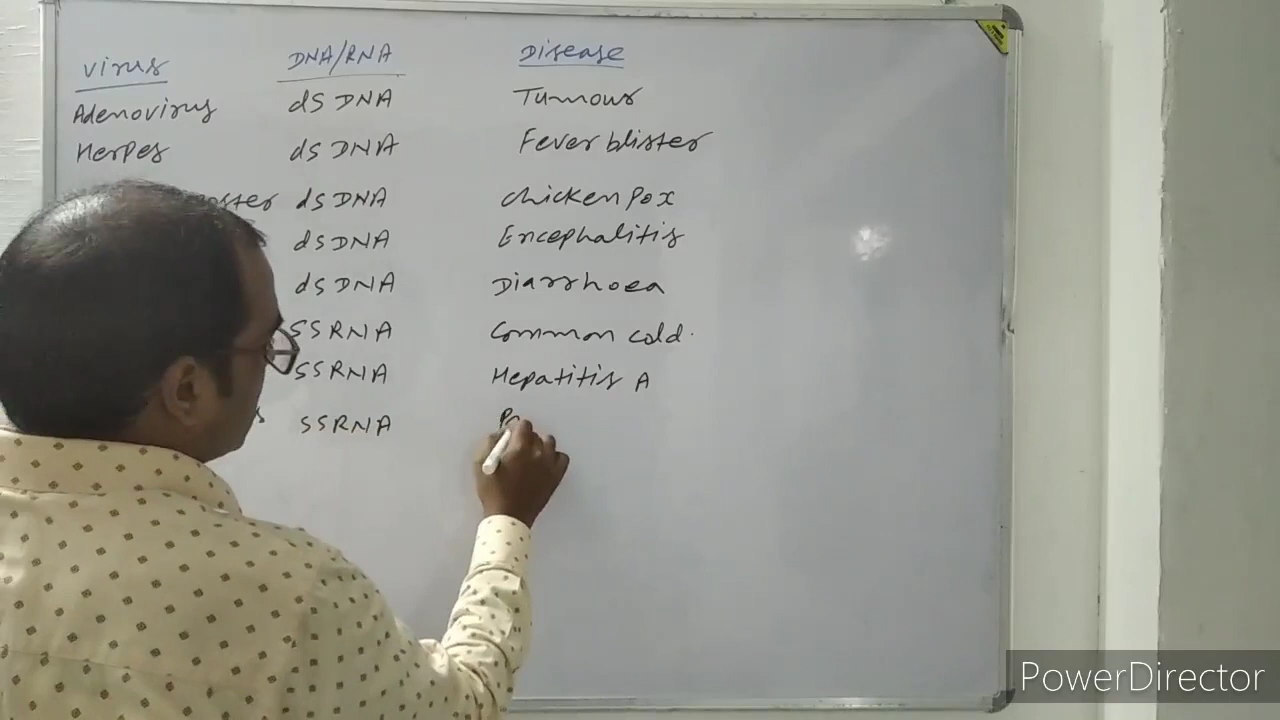 Virus DNA/RNA Disease
Adenovirus dS DNA Tumour
Herpes dS DNA Fever blister
dS DNA Chicken Pox
dS DNA Encephalitis
dS DNA Diarrhoea
SSRNA Common cold.
SSRNA Hepatitis A
SSRNA
PowerDirector